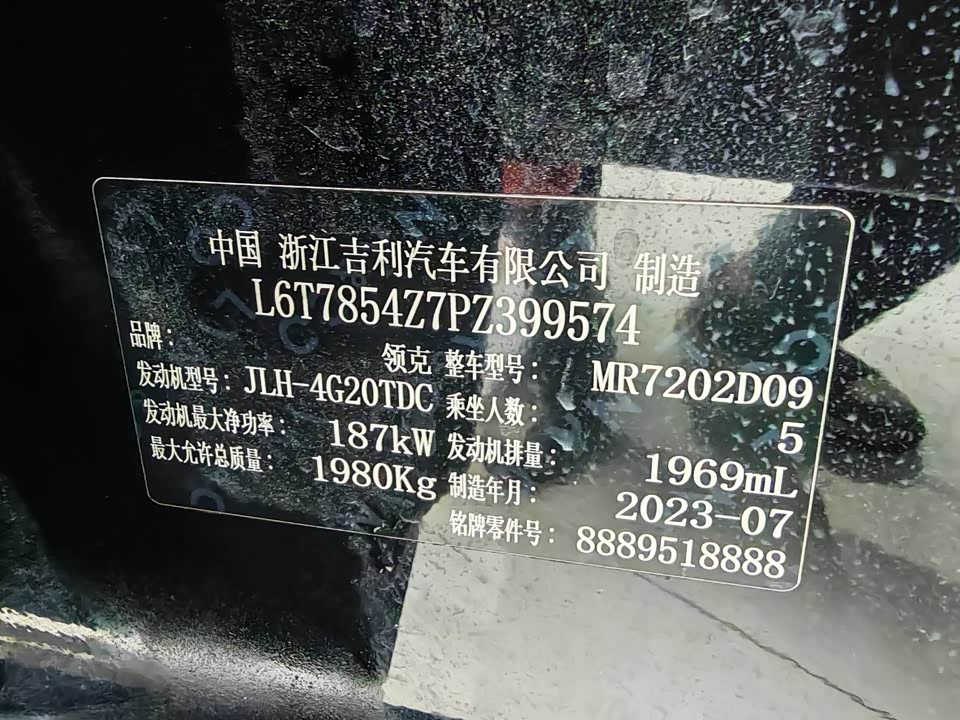 中国 浙江吉利汽车有限公司 制造
L6T7854Z7PZ399574
品牌： 领克 整车型号： MR7202D09
发动机型号： JLH-4G20TDC 乘坐人数： 5
发动机最大净功率： 187kW 发动机排量： 1969mL
最大允许总质量： 1980Kg 制造年月： 2023-07
铭牌零件号： 8889518888